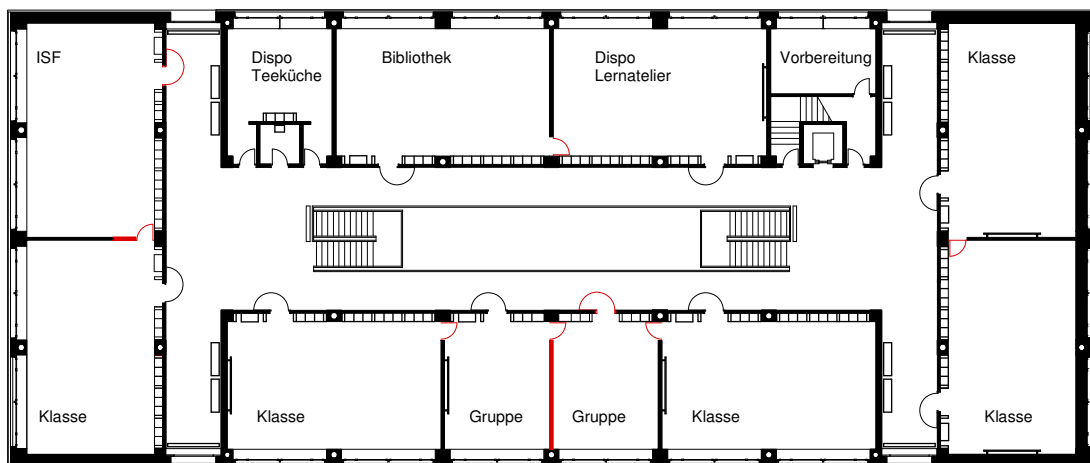 ISF
Dispo
Teeküche
Bibliothek
Dispo
Lernatelier
Vorbereitung
Klasse
Klasse
Klasse
Gruppe
Gruppe
Klasse
Klasse